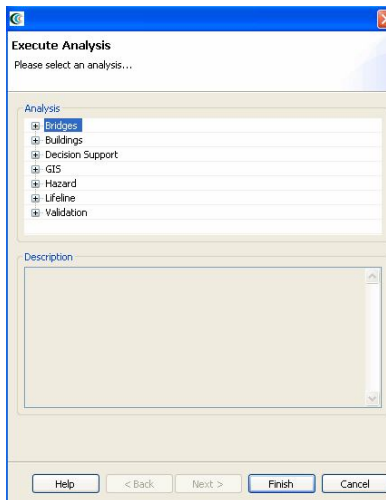 Execute Analysis
Please select an analysis...
Analysis
Bridges
Buildings
Decision Support
GIS
Hazard
Lifeline
Validation
Description
Help < Back Next > Finish Cancel